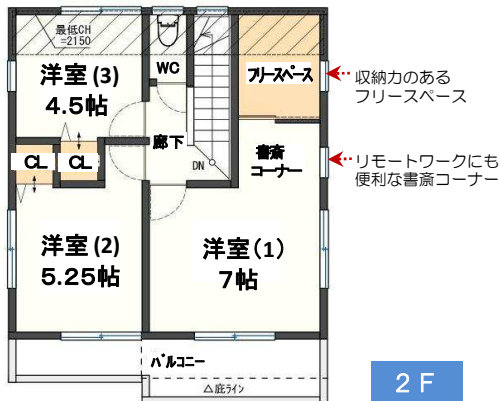 最低CH
=2150
洋室(3)
4.5帖
WC
フリースペース
収納力のある
フリースペース
廊下
書斎
コーナー
DN
リモートワークにも
便利な書斎コーナー
CL
CL
洋室(2)
5.25帖
洋室(1)
7帖
バルコニー
△庇ライン
2F